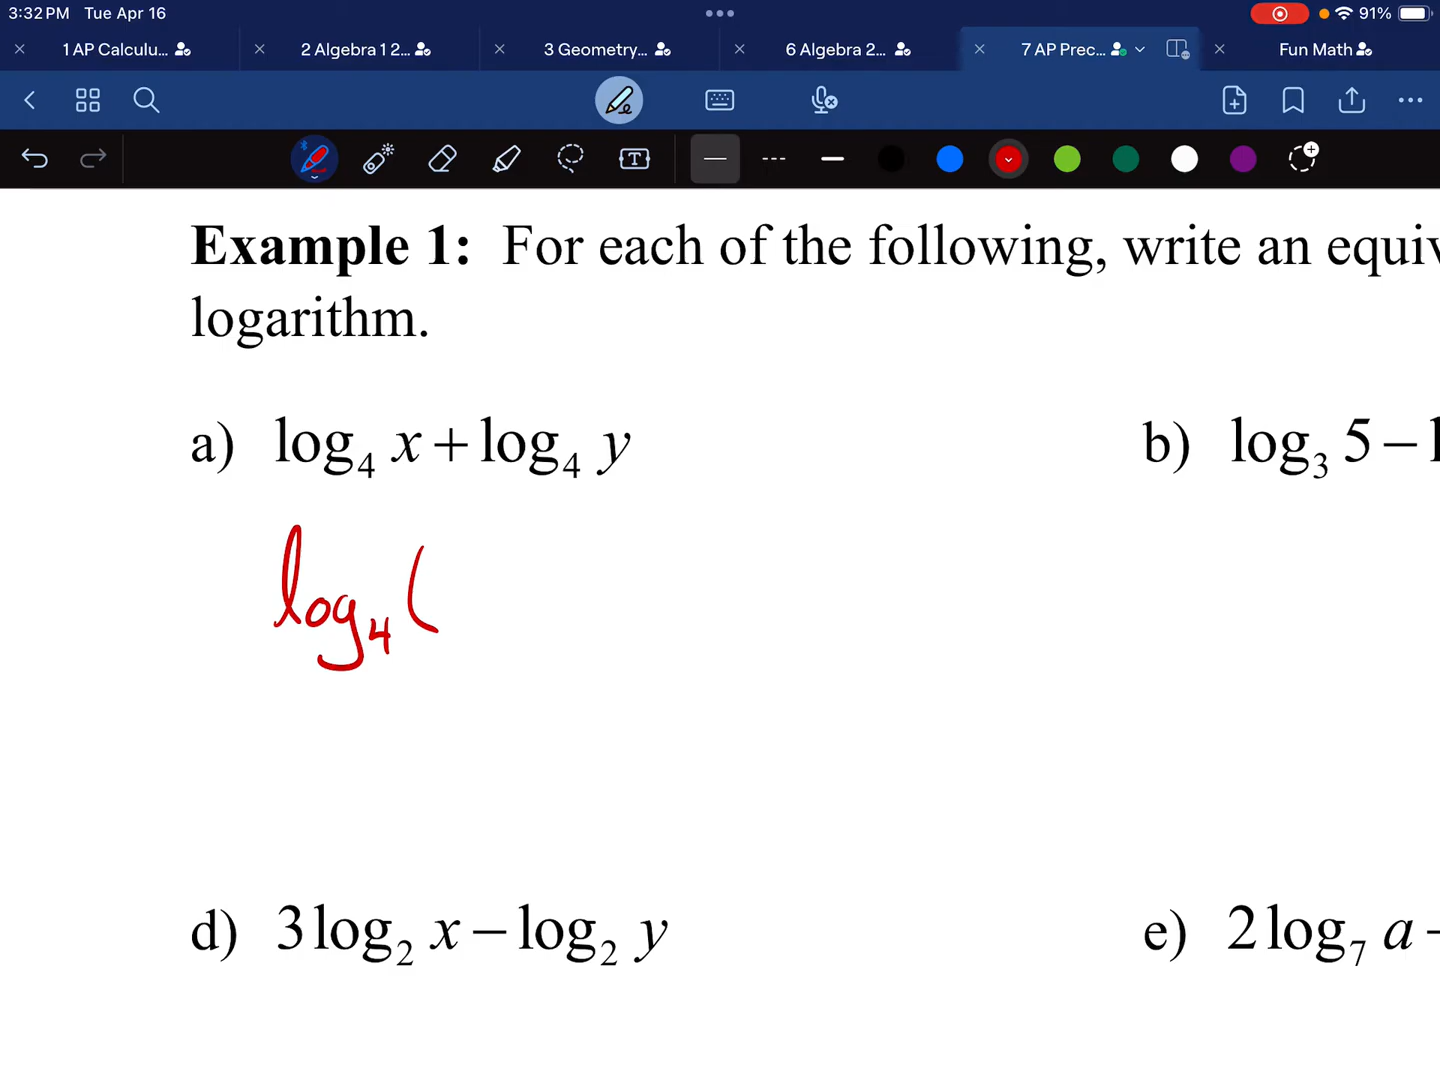 3:32 PM Tue Apr 16 91%
1 AP Calculu... 2 Algebra 1 2... 3 Geometry... 6 Algebra 2... 7 AP Prec... Fun Math
T
Example 1: For each of the following, write an equiv
logarithm.
a) log₄ x + log₄ y b) log₃ 5 −
log₄ (
d) 3 log₂ x − log₂ y e) 2 log₇ a −